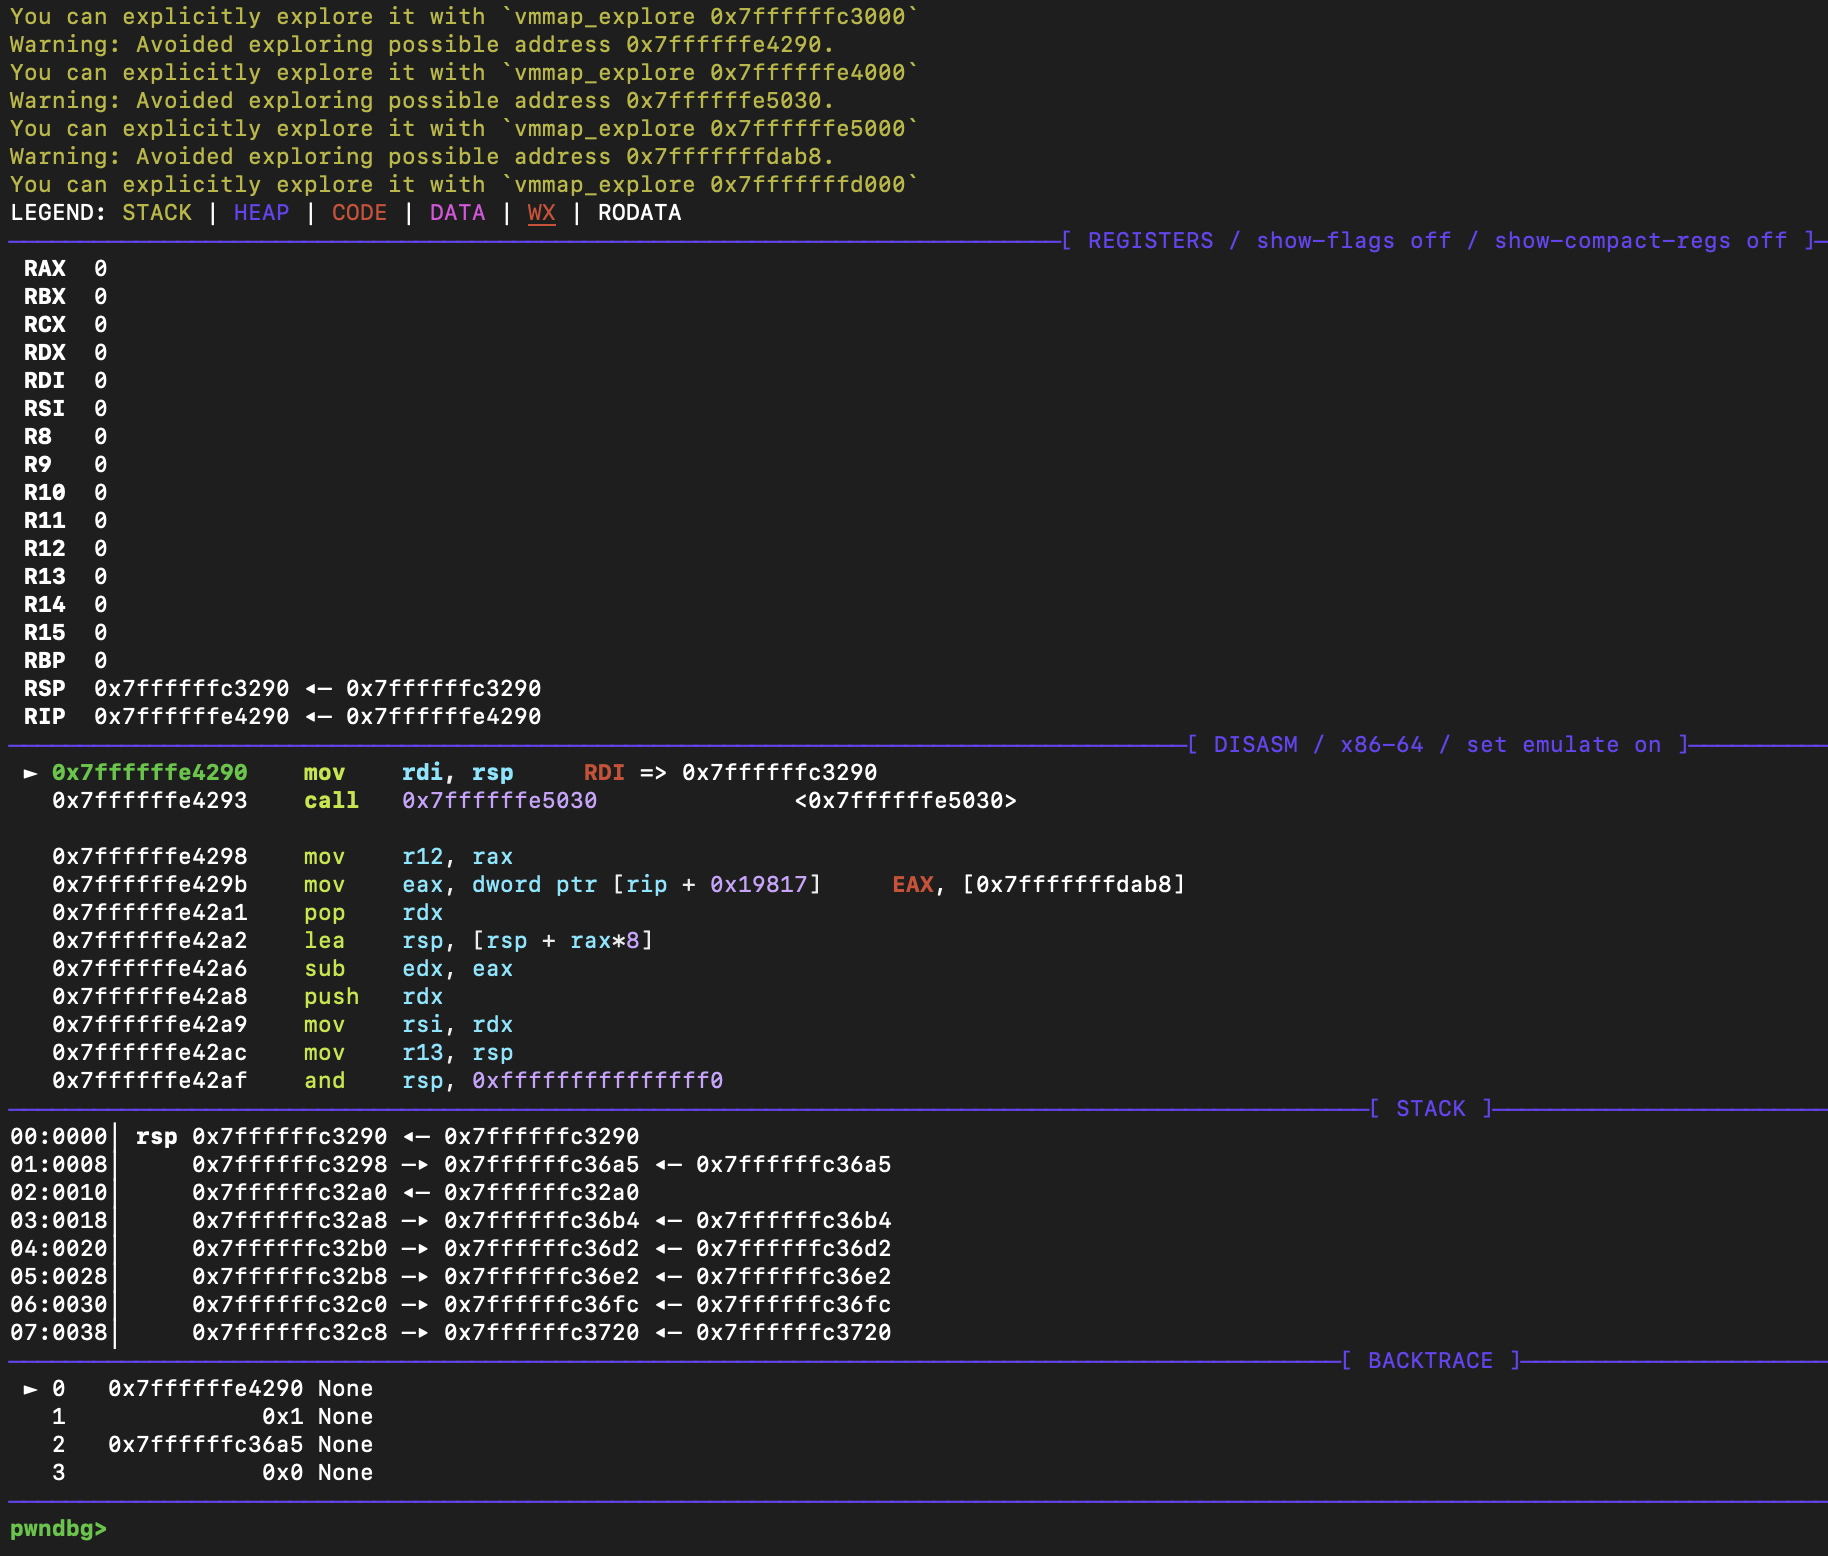 You can explicitly explore it with `vmmap_explore 0x7ffffffc3000`
Warning: Avoided exploring possible address 0x7ffffffe4290.
You can explicitly explore it with `vmmap_explore 0x7ffffffe4000`
Warning: Avoided exploring possible address 0x7ffffffe5030.
You can explicitly explore it with `vmmap_explore 0x7ffffffe5000`
Warning: Avoided exploring possible address 0x7fffffffdab8.
You can explicitly explore it with `vmmap_explore 0x7fffffffd000`
LEGEND: STACK | HEAP | CODE | DATA | WX | RODATA
[ REGISTERS / show-flags off / show-compact-regs off ]
RAX 0
RBX 0
RCX 0
RDX 0
RDI 0
RSI 0
R8 0
R9 0
R10 0
R11 0
R12 0
R13 0
R14 0
R15 0
RBP 0
RSP 0x7ffffffc3290 ◂— 0x7ffffffc3290
RIP 0x7ffffffe4290 ◂— 0x7ffffffe4290
[ DISASM / x86-64 / set emulate on ]
► 0x7ffffffe4290 mov rdi, rsp RDI => 0x7ffffffc3290
0x7ffffffe4293 call 0x7ffffffe5030 <0x7ffffffe5030>
0x7ffffffe4298 mov r12, rax
0x7ffffffe429b mov eax, dword ptr [rip + 0x19817] EAX, [0x7fffffffdab8]
0x7ffffffe42a1 pop rdx
0x7ffffffe42a2 lea rsp, [rsp + rax*8]
0x7ffffffe42a6 sub edx, eax
0x7ffffffe42a8 push rdx
0x7ffffffe42a9 mov rsi, rdx
0x7ffffffe42ac mov r13, rsp
0x7ffffffe42af and rsp, 0xfffffffffffffff0
[ STACK ]
00:0000│ rsp 0x7ffffffc3290 ◂— 0x7ffffffc3290
01:0008│ 0x7ffffffc3298 —▸ 0x7ffffffc36a5 ◂— 0x7ffffffc36a5
02:0010│ 0x7ffffffc32a0 ◂— 0x7ffffffc32a0
03:0018│ 0x7ffffffc32a8 —▸ 0x7ffffffc36b4 ◂— 0x7ffffffc36b4
04:0020│ 0x7ffffffc32b0 —▸ 0x7ffffffc36d2 ◂— 0x7ffffffc36d2
05:0028│ 0x7ffffffc32b8 —▸ 0x7ffffffc36e2 ◂— 0x7ffffffc36e2
06:0030│ 0x7ffffffc32c0 —▸ 0x7ffffffc36fc ◂— 0x7ffffffc36fc
07:0038│ 0x7ffffffc32c8 —▸ 0x7ffffffc3720 ◂— 0x7ffffffc3720
[ BACKTRACE ]
► 0 0x7ffffffe4290 None
1 0x1 None
2 0x7ffffffc36a5 None
3 0x0 None
pwndbg>